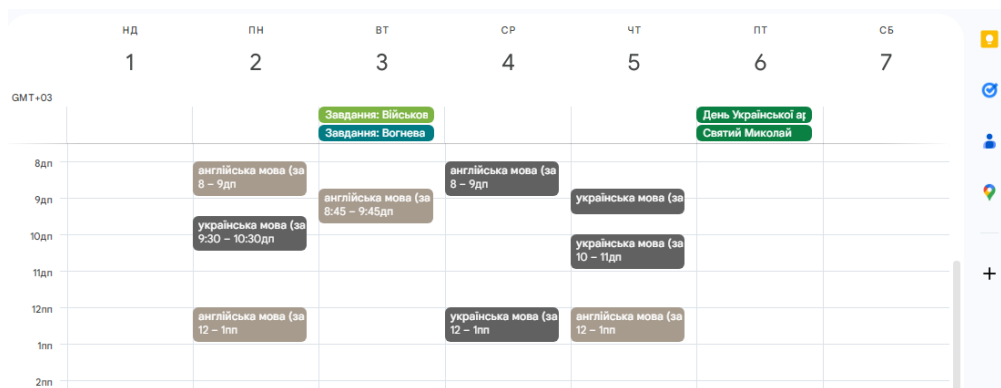 НД ПН ВТ СР ЧТ ПТ СБ
1 2 3 4 5 6 7
GMT+03
Завдання: Військов
Завдання: Вогнева
День Української ар
Святий Миколай
8дп
9дп
10дп
11дп
12пп
1пп
2пп
англійська мова (за
8 – 9дп
українська мова (за
9:30 – 10:30дп
англійська мова (за
12 – 1пп
англійська мова (за
8:45 – 9:45дп
англійська мова (за
8 – 9дп
українська мова (за
12 – 1пп
українська мова (за
українська мова (за
10 – 11дп
англійська мова (за
12 – 1пп